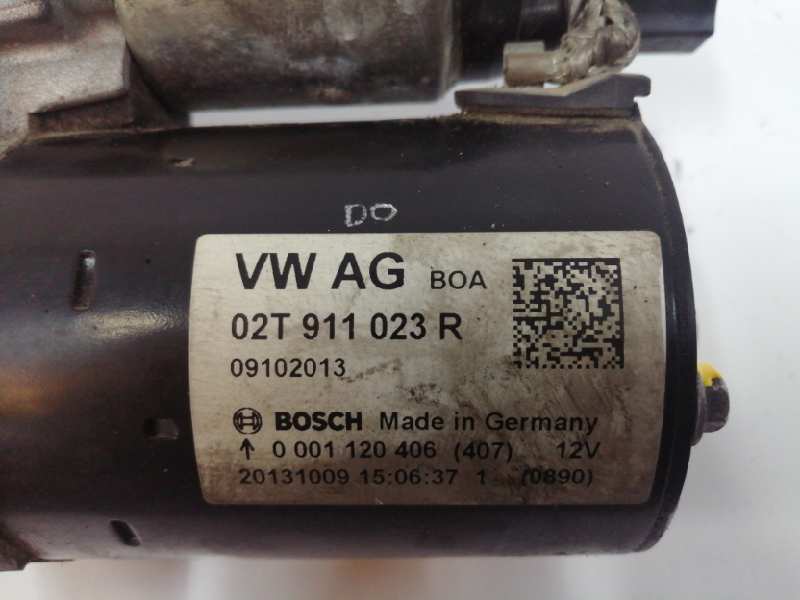 DO
VW AG BOA
02T 911 023 R
09102013
BOSCH Made in Germany
↑ 0 001 120 406 (407) 12V
20131009 15:06:37 1 (0890)